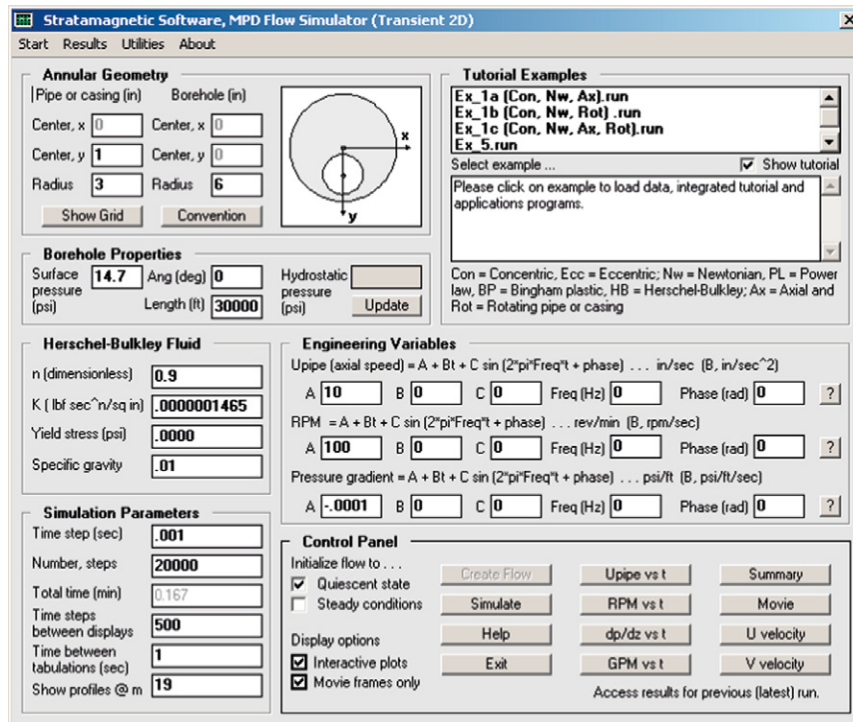 Stratamagnetic Software, MPD Flow Simulator (Transient 2D)
Start Results Utilities About
Annular Geometry
Pipe or casing (in) Borehole (in)
Center, x 0 Center, x 0
Center, y 1 Center, y 0
Radius 3 Radius 6
Show Grid Convention
x
y
Borehole Properties
Surface pressure (psi) 14.7 Ang (deg) 0
Length (ft) 30000
Hydrostatic pressure (psi)
Update
Herschel-Bulkley Fluid
n (dimensionless) 0.9
K ( lbf sec^n/sq in) .0000001465
Yield stress (psi) .0000
Specific gravity .01
Simulation Parameters
Time step (sec) .001
Number, steps 20000
Total time (min) 0.167
Time steps between displays 500
Time between tabulations (sec) 1
Show profiles @ m 19
Tutorial Examples
Ex_1a (Con, Nw, Ax).run
Ex_1b (Con, Nw, Rot) .run
Ex_1c (Con, Nw, Ax, Rot).run
Ex_5.run
Select example ... Show tutorial
Please click on example to load data, integrated tutorial and
applications programs.
Con = Concentric, Ecc = Eccentric; Nw = Newtonian, PL = Power
law, BP = Bingham plastic, HB = Herschel-Bulkley; Ax = Axial and
Rot = Rotating pipe or casing
Engineering Variables
Upipe (axial speed) = A + Bt + C sin (2*pi*Freq*t + phase) . . . in/sec (B, in/sec^2)
A 10 B 0 C 0 Freq (Hz) 0 Phase (rad) 0 ?
RPM = A + Bt + C sin (2*pi*Freq*t + phase) . . . rev/min (B, rpm/sec)
A 100 B 0 C 0 Freq (Hz) 0 Phase (rad) 0 ?
Pressure gradient = A + Bt + C sin (2*pi*Freq*t + phase) . . . psi/ft (B, psi/ft/sec)
A -.0001 B 0 C 0 Freq (Hz) 0 Phase (rad) 0 ?
Control Panel
Initialize flow to . . .
Quiescent state
Steady conditions
Display options
Interactive plots
Movie frames only
Create Flow Upipe vs t Summary
Simulate RPM vs t Movie
Help dp/dz vs t U velocity
Exit GPM vs t V velocity
Access results for previous (latest) run.